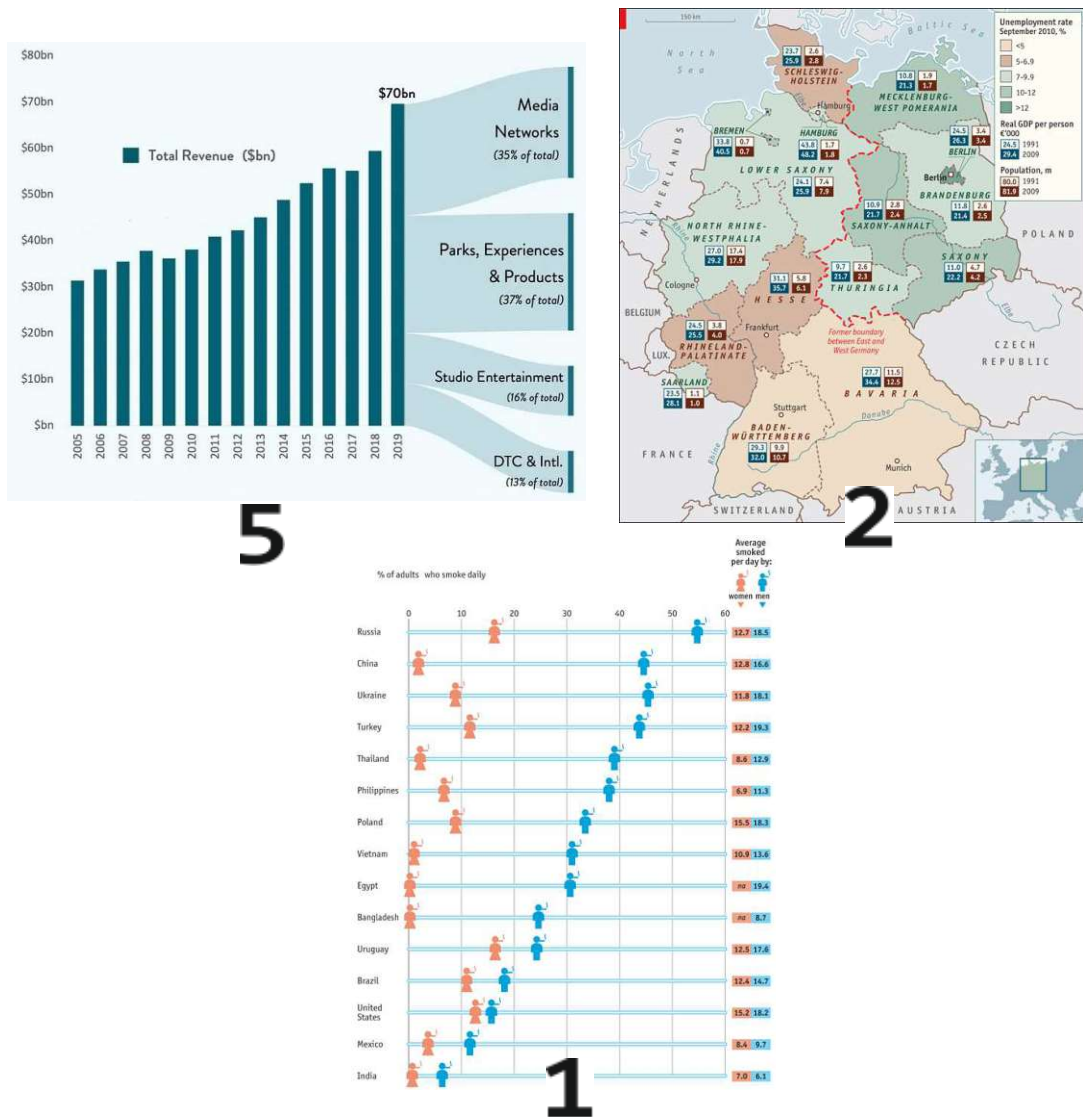 $80bn
$70bn
$60bn
$50bn
$40bn
$30bn
$20bn
$10bn
$bn
Total Revenue ($bn)
$70bn
2005
2006
2007
2008
2009
2010
2011
2012
2013
2014
2015
2016
2017
2018
2019
Media
Networks
(35% of total)
Parks, Experiences
& Products
(37% of total)
Studio Entertainment
(16% of total)
DTC & Intl.
(13% of total)
5
150 km
North
Sea
Baltic Sea
Unemployment rate
September 2010, %
<5
5-6.9
7-9.9
10-12
>12
Real GDP per person
€'000
24.5 1991
29.4 2009
Population, m
80.0 1991
81.9 2009
23.7 2.6
25.9 2.8
SCHLESWIG-
HOLSTEIN
10.8 1.9
21.3 1.7
MECKLENBURG-
WEST POMERANIA
Elbe
Hamburg
BREMEN
33.8 0.7
40.5 0.7
HAMBURG
43.8 1.7
48.2 1.8
24.5 3.4
26.3 3.4
BERLIN
Berlin
LOWER SAXONY
24.1 7.4
25.9 7.9
BRANDENBURG
11.8 2.6
21.4 2.5
10.9 2.8
21.7 2.4
SAXONY-ANHALT
NETHERLANDS
POLAND
Rhine
NORTH RHINE-
WESTPHALIA
27.0 17.4
29.2 17.9
Cologne
SAXONY
11.0 4.7
22.2 4.2
9.7 2.6
21.7 2.3
THURINGIA
31.1 5.8
35.7 6.1
HESSE
Elbe
BELGIUM
Frankfurt
24.5 3.8
25.5 4.0
RHINELAND-
PALATINATE
Former boundary
between East and
West Germany
CZECH
REPUBLIC
LUX.
SAARLAND
23.5 1.1
28.1 1.0
27.7 11.5
34.4 12.5
BAVARIA
Stuttgart
Danube
BADEN-
WÜRTTEMBERG
29.3 9.9
32.0 10.7
FRANCE
Rhine
Munich
SWITZERLAND
AUSTRIA
2
% of adults who smoke daily
Average
smoked
per day by:
women men
0 10 20 30 40 50 60
Russia 12.7 18.5
China 12.8 16.6
Ukraine 11.8 18.1
Turkey 12.2 19.3
Thailand 8.6 12.9
Philippines 6.9 11.3
Poland 15.5 18.3
Vietnam 10.9 13.6
Egypt na 19.4
Bangladesh na 8.7
Uruguay 12.5 17.6
Brazil 12.4 14.7
United
States 15.2 18.2
Mexico 8.4 9.7
India 7.0 6.1
1